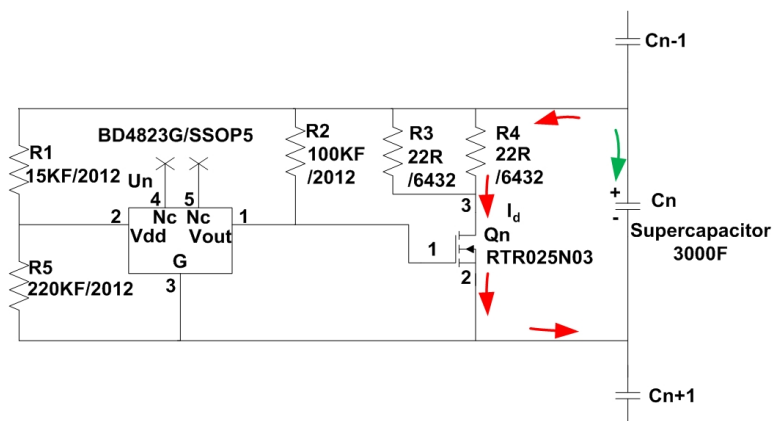 Cn-1
BD4823G/SSOP5
R1
15KF/2012
Un
4
5
Nc
Nc
2
1
Vdd
Vout
G
3
R5
220KF/2012
R2
100KF
/2012
R3
22R
/6432
R4
22R
/6432
3
Id
Qn
1
RTR025N03
2
+
-
Cn
Supercapacitor
3000F
Cn+1